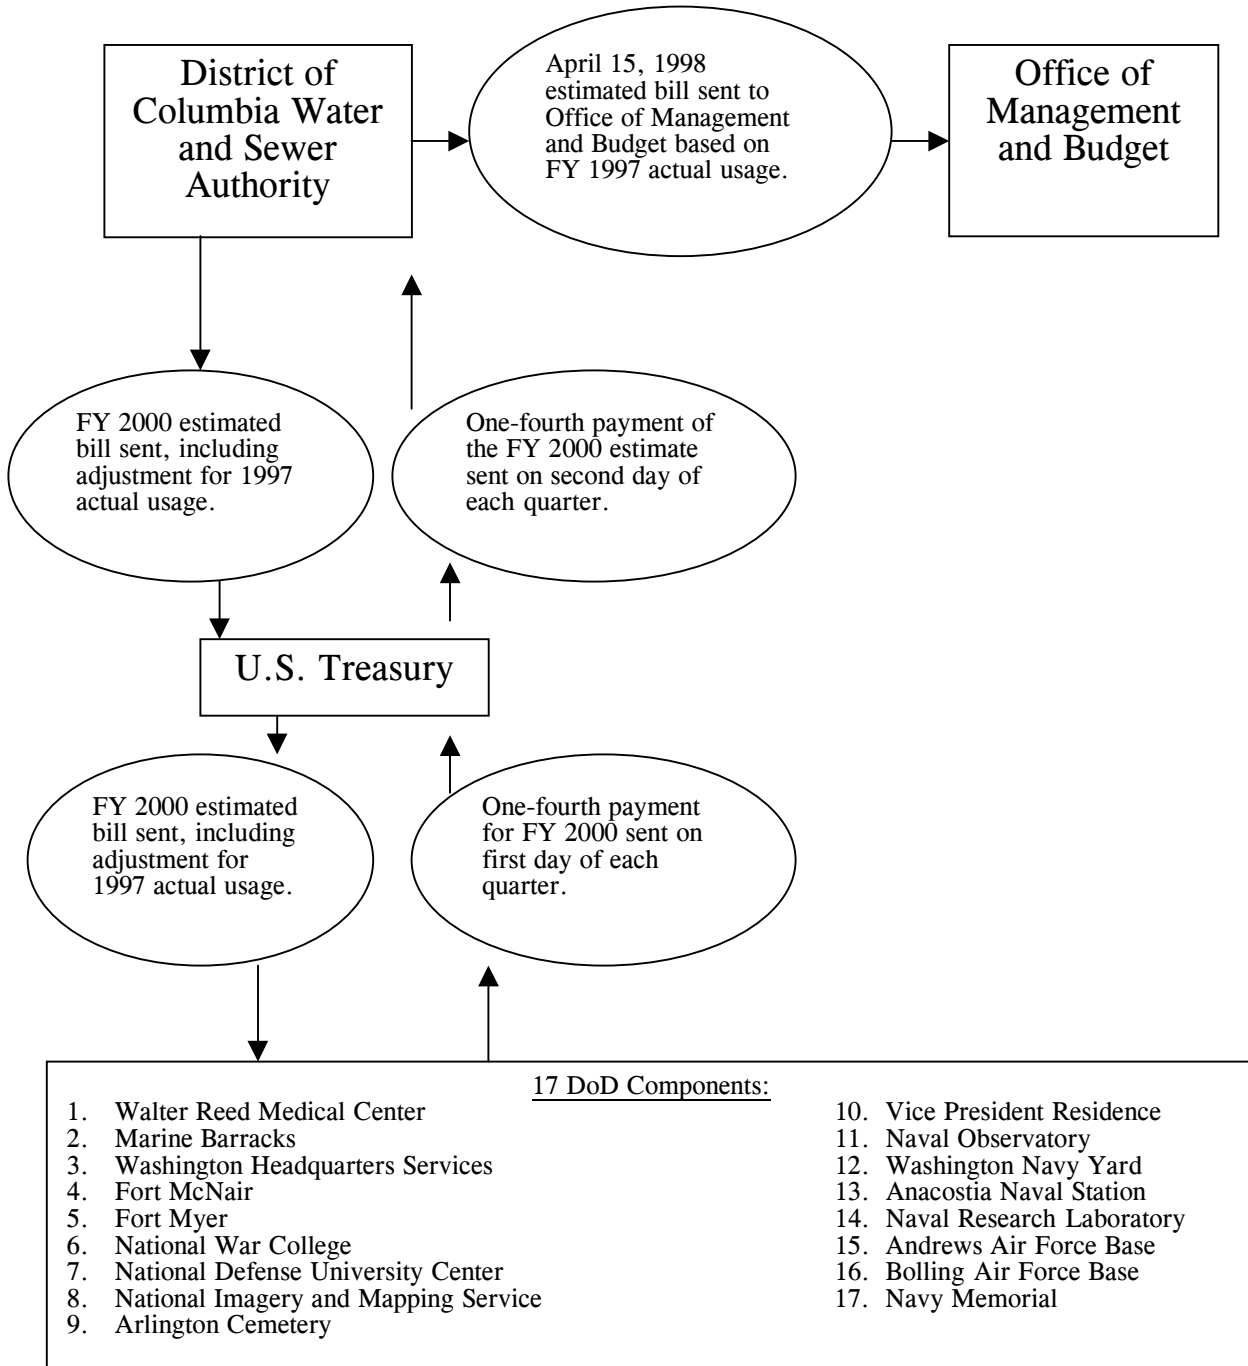 District of
Columbia Water
and Sewer
Authority
April 15, 1998
estimated bill sent to
Office of Management
and Budget based on
FY 1997 actual usage.
Office of
Management
and Budget
FY 2000 estimated
bill sent, including
adjustment for 1997
actual usage.
One-fourth payment of
the FY 2000 estimate
sent on second day of
each quarter.
U.S. Treasury
FY 2000 estimated
bill sent, including
adjustment for
1997 actual usage.
One-fourth payment
for FY 2000 sent on
first day of each
quarter.
17 DoD Components:
1. Walter Reed Medical Center
2. Marine Barracks
3. Washington Headquarters Services
4. Fort McNair
5. Fort Myer
6. National War College
7. National Defense University Center
8. National Imagery and Mapping Service
9. Arlington Cemetery
10. Vice President Residence
11. Naval Observatory
12. Washington Navy Yard
13. Anacostia Naval Station
14. Naval Research Laboratory
15. Andrews Air Force Base
16. Bolling Air Force Base
17. Navy Memorial